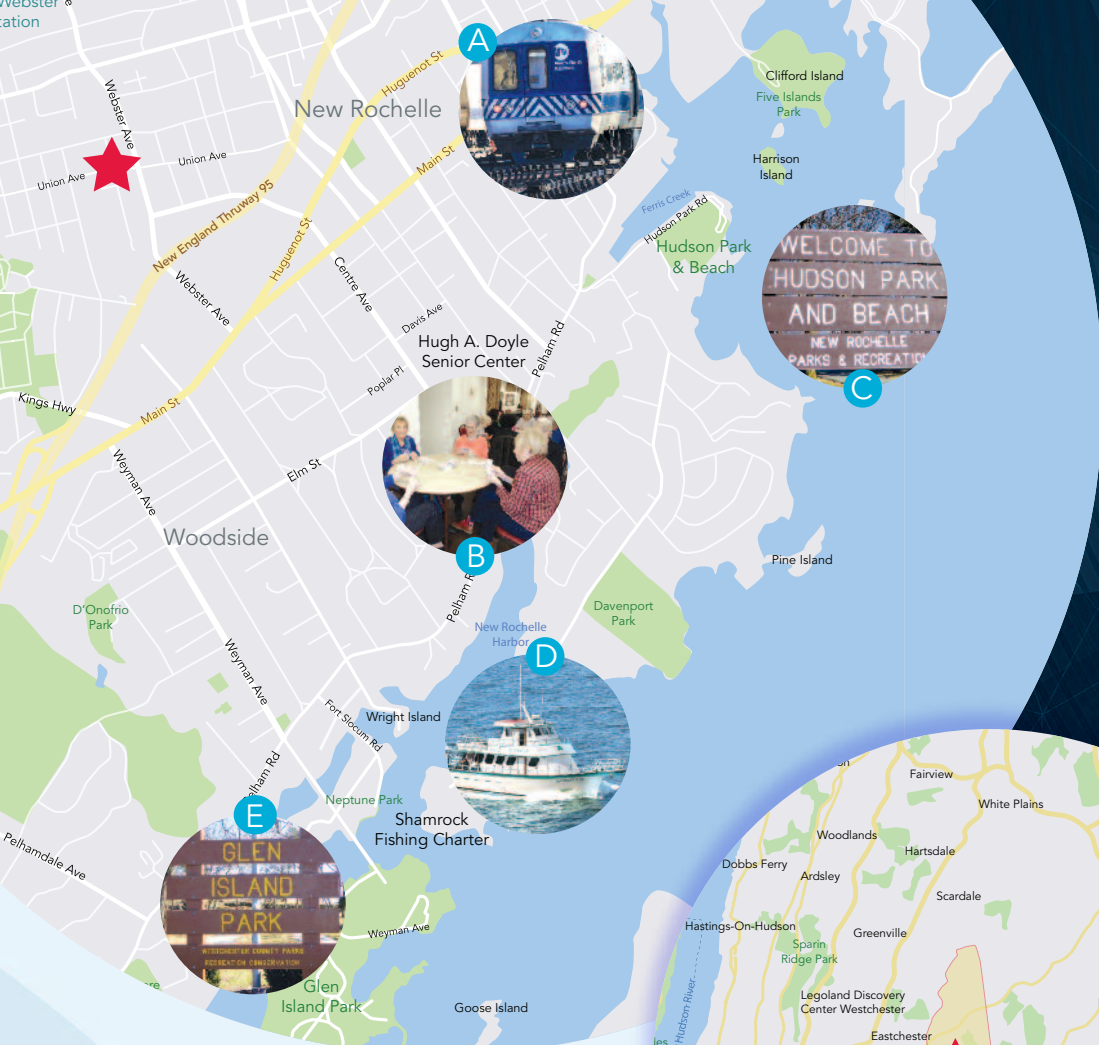 Webster
tation
A
Huguenot St
Clifford Island
Five Islands
Park
New Rochelle
Webster Ave
Main St
Union Ave
Union Ave
Harrison
Island
New England Thruway 95
Ferris Creek
Hudson Park Rd
Hudson Park
& Beach
WELCOME TO
HUDSON PARK
AND BEACH
NEW ROCHELLE
PARKS & RECREATION
C
Huguenot St
Centre Ave
Webster Ave
Davis Ave
Hugh A. Doyle
Senior Center
Pelham Rd
Poplar Pl
Kings Hwy
Main St
Weyman Ave
Elm St
Woodside
B
Pine Island
Pelham R
D'Onofrio
Park
Davenport
Park
New Rochelle
Harbor
D
Weyman Ave
Fort Slocum Rd
Wright Island
elham Rd
Neptune Park
Shamrock
Fishing Charter
E
GLEN
ISLAND
PARK
WESTCHESTER COUNTY PARKS
RECREATION CONSERVATION
Pelhamdale Ave
Weyman Ave
Glen
Island Park
ore
Goose Island
on
Fairview
White Plains
Woodlands
Hartsdale
Dobbs Ferry
Ardsley
Scardale
Hastings-On-Hudson
Greenville
Sparin
Ridge Park
Legoland Discovery
Center Westchester
Hudson River
Eastchester
les